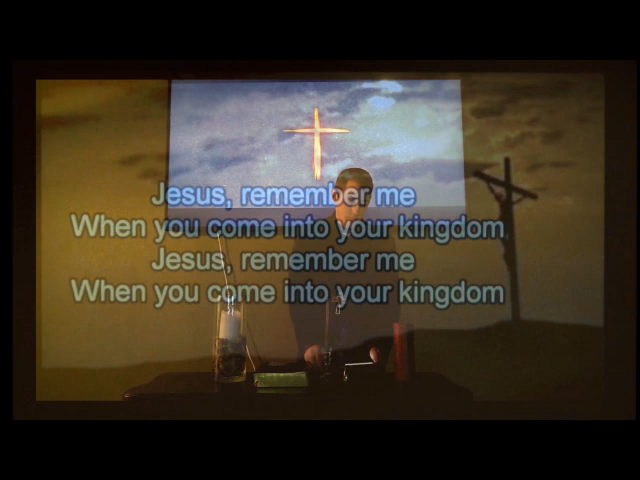 Jesus, remember me
When you come into your kingdom,
Jesus, remember me
When you come into your kingdom